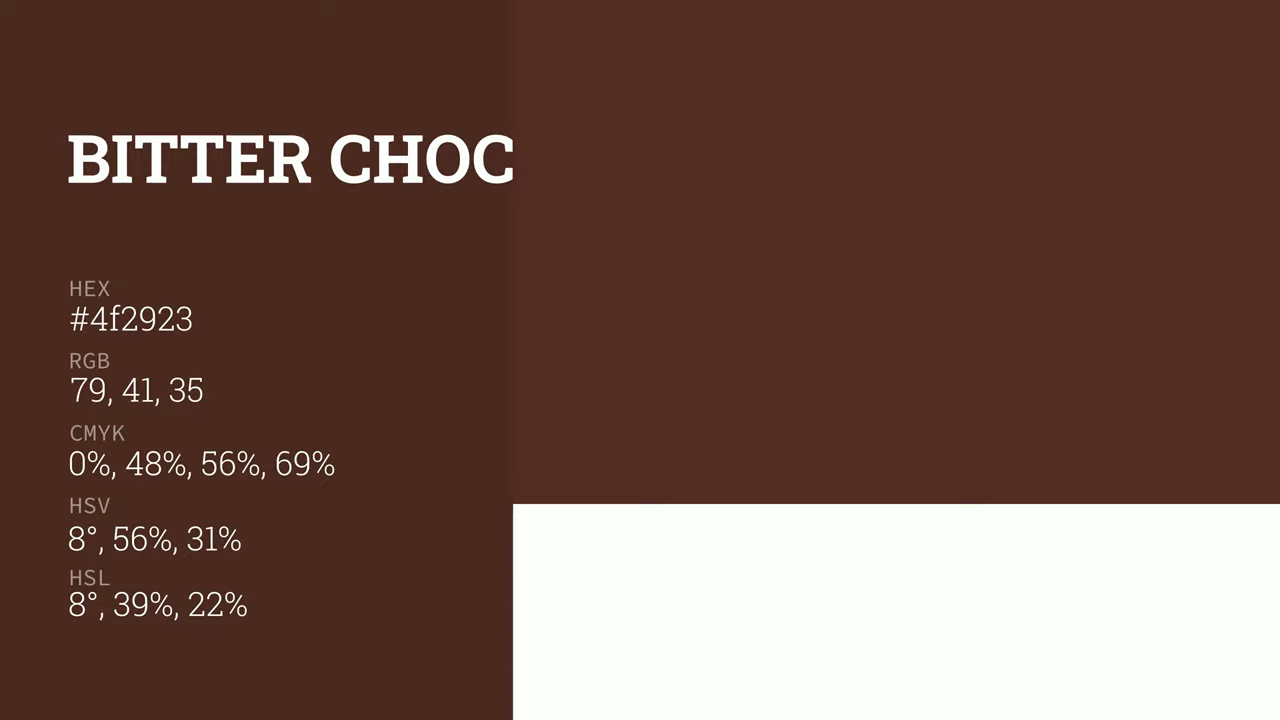 BITTER CHOC
HEX
#4f2923
RGB
79, 41, 35
CMYK
0%, 48%, 56%, 69%
HSV
8°, 56%, 31%
HSL
8°, 39%, 22%